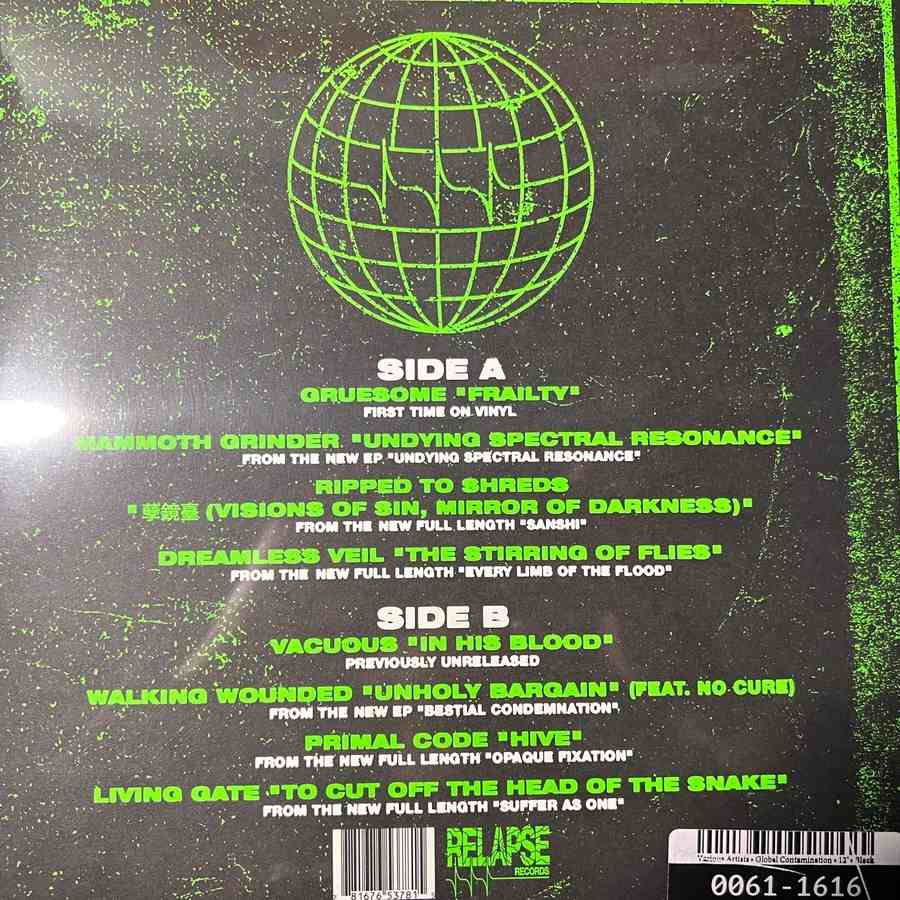 SIDE A
GRUESOME "FRAILTY"
FIRST TIME ON VINYL
MAMMOTH GRINDER "UNDYING SPECTRAL RESONANCE"
FROM THE NEW EP "UNDYING SPECTRAL RESONANCE"
RIPPED TO SHREDS
"孽鏡臺 (VISIONS OF SIN, MIRROR OF DARKNESS)"
FROM THE NEW FULL LENGTH "SANSHI"
DREAMLESS VEIL "THE STIRRING OF FLIES"
FROM THE NEW FULL LENGTH "EVERY LIMB OF THE FLOOD"
SIDE B
VACUOUS "IN HIS BLOOD"
PREVIOUSLY UNRELEASED
WALKING WOUNDED "UNHOLY BARGAIN" (FEAT. NO CURE)
FROM THE NEW EP "BESTIAL CONDEMNATION",
PRIMAL CODE "HIVE"
FROM THE NEW FULL LENGTH "OPAQUE FIXATION"
LIVING GATE "TO CUT OFF THE HEAD OF THE SNAKE"
FROM THE NEW FULL LENGTH "SUFFER AS ONE"
RELAPSE
RECORDS
81676 53781
Various Artists • Global Contamination • 12" • Black
0061-1616